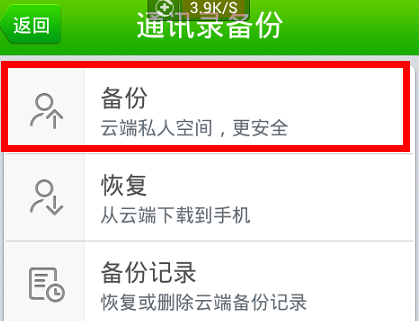 3.9K/S
返回
通讯录备份
备份
云端私人空间，更安全
恢复
从云端下载到手机
备份记录
恢复或删除云端备份记录